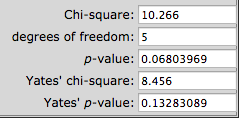 Chi-square: 10.266
degrees of freedom: 5
p-value: 0.06803969
Yates' chi-square: 8.456
Yates' p-value: 0.13283089